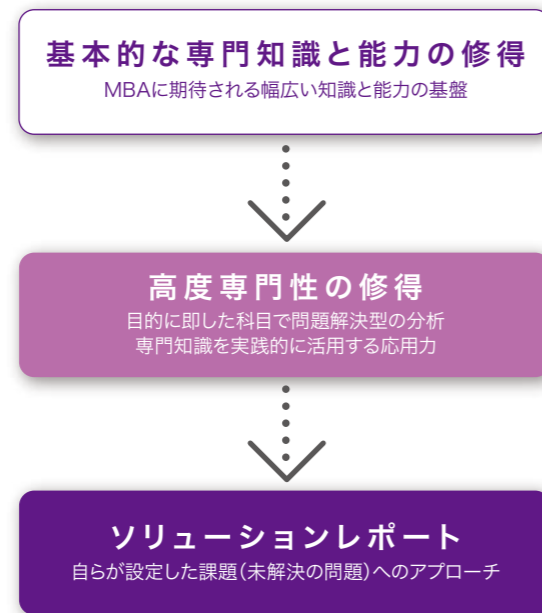 基本的な専門知識と能力の修得
MBAに期待される幅広い知識と能力の基盤
高度専門性の修得
目的に即した科目で問題解決型の分析
専門知識を実践的に活用する応用力
ソリューションレポート
自らが設定した課題(未解決の問題)へのアプローチ